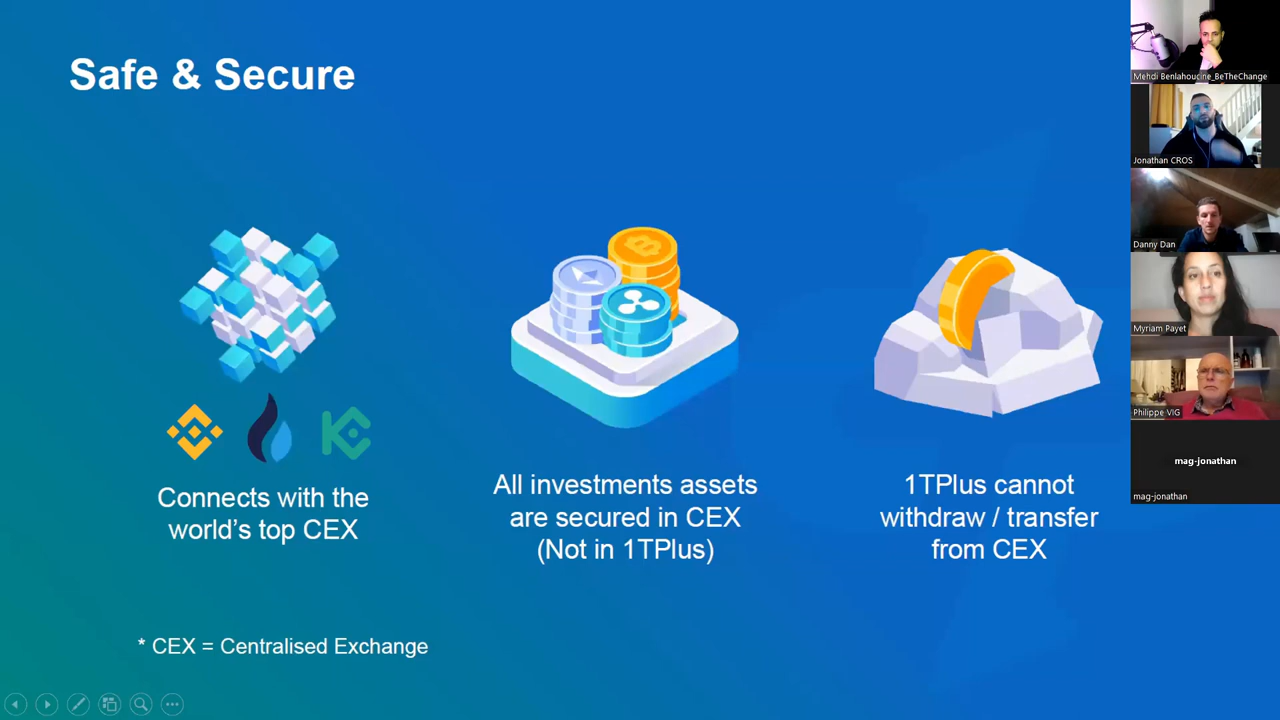 Safe & Secure
Connects with the
world's top CEX
All investments assets
are secured in CEX
(Not in 1TPlus)
1TPlus cannot
withdraw / transfer
from CEX
* CEX = Centralised Exchange
Mehdi Benlahoucine_BeTheChange
Jonathan CROS
Danny Dan
Myriam Payet
Philippe VIG
mag-jonathan
mag-jonathan